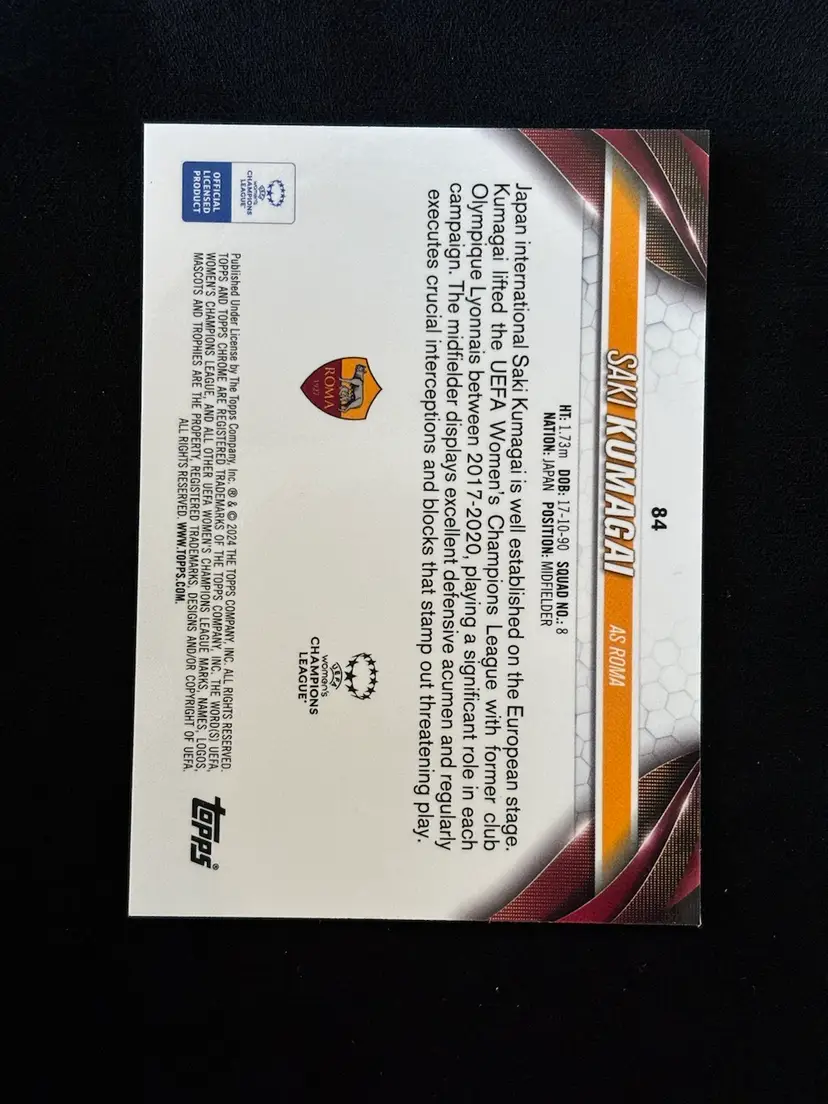 84
SAKI KUMAGAI AS ROMA
HT: 1.73m DOB: 17-10-90 SQUAD NO.: 8
NATION: JAPAN POSITION: MIDFIELDER
Japan international Saki Kumagai is well established on the European stage.
Kumagai lifted the UEFA Women's Champions League with former club
Olympique Lyonnais between 2017-2020, playing a significant role in each
campaign. The midfielder displays excellent defensive acumen and regularly
executes crucial interceptions and blocks that stamp out threatening play.
ROMA
1927
UEFA
women's
CHAMPIONS
LEAGUE
UEFA
women's
CHAMPIONS
LEAGUE
OFFICIAL
LICENSED
PRODUCT
Published Under License by The Topps Company, Inc. ® & © 2024 THE TOPPS COMPANY, INC. ALL RIGHTS RESERVED.
TOPPS AND TOPPS CHROME ARE REGISTERED TRADEMARKS OF THE TOPPS COMPANY, INC. THE WORD(S) UEFA,
WOMEN'S CHAMPIONS LEAGUE, AND ALL OTHER UEFA WOMEN'S CHAMPIONS LEAGUE MARKS, NAMES, LOGOS,
MASCOTS AND TROPHIES ARE THE PROPERTY, REGISTERED TRADEMARKS, DESIGNS AND/OR COPYRIGHT OF UEFA.
ALL RIGHTS RESERVED. WWW.TOPPS.COM.
topps®